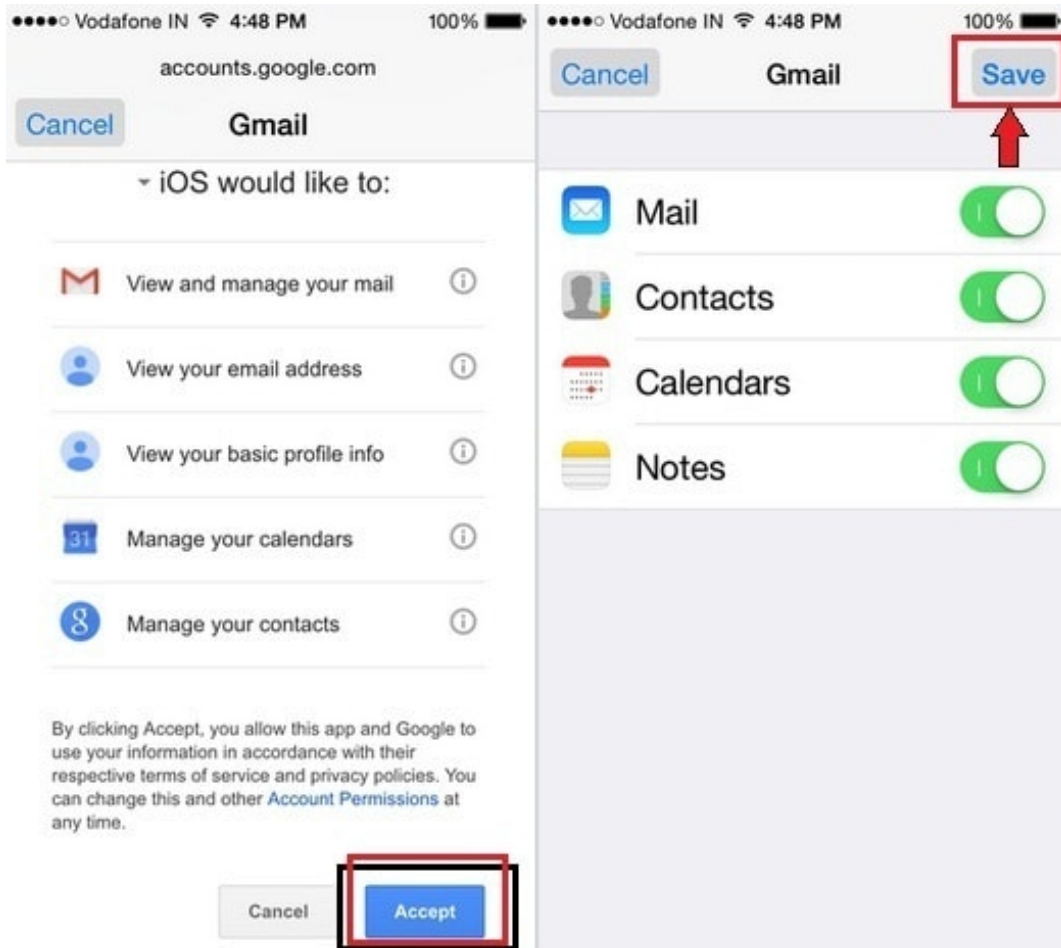 Vodafone IN 4:48 PM 100%
accounts.google.com
Cancel Gmail
iOS would like to:
View and manage your mail
View your email address
View your basic profile info
31 Manage your calendars
g Manage your contacts
By clicking Accept, you allow this app and Google to
use your information in accordance with their
respective terms of service and privacy policies. You
can change this and other Account Permissions at
any time.
Cancel Accept
Vodafone IN 4:48 PM 100%
Cancel Gmail Save
Mail
Contacts
Calendars
Notes